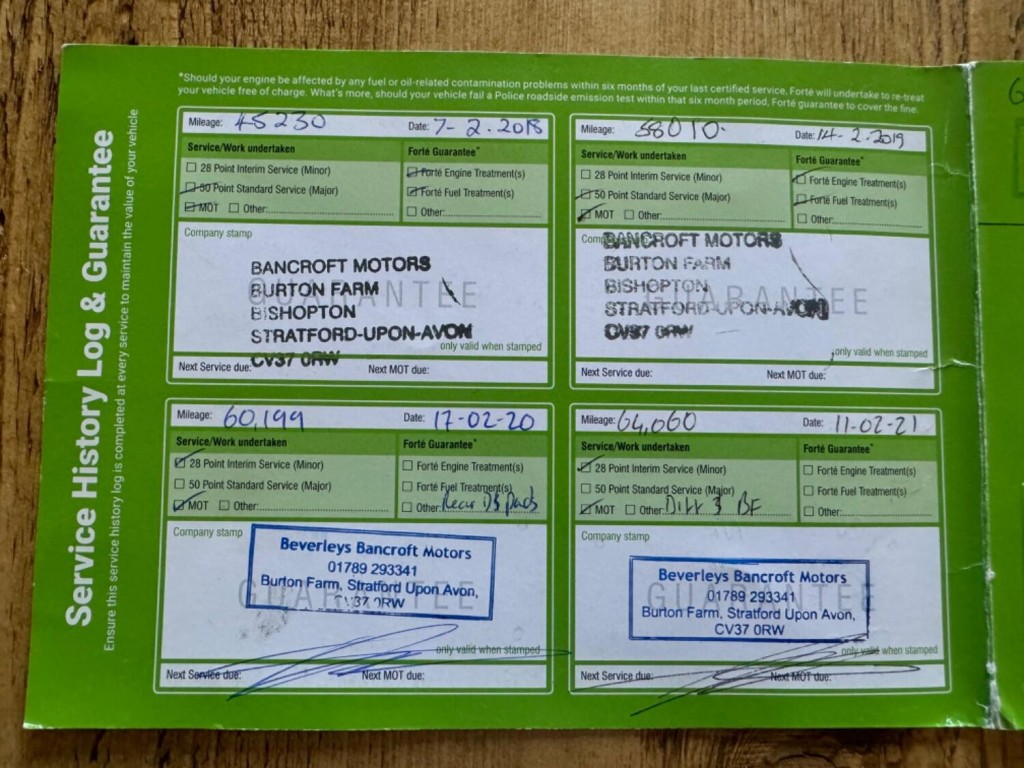 *Should your engine be affected by any fuel or oil-related contamination problems within six months of your last certified service, Forté will undertake to re-treat
your vehicle free of charge. What's more, should your vehicle fail a Police roadside emission test within that six month period, Forté guarantee to cover the fine.
Service History Log & Guarantee
Ensure this service history log is completed at every service to maintain the value of your vehicle
Mileage: 45230 Date: 7-2.2018
Service/Work undertaken Forté Guarantee*
28 Point Interim Service (Minor) Forté Engine Treatment(s)
50 Point Standard Service (Major) Forté Fuel Treatment(s)
MOT Other: Other:
Company stamp
BANCROFT MOTORS
BURTON FARM
GUARANTEE
BISHOPTON
STRATFORD-UPON-AVON
only valid when stamped
CV37 0RW
Next Service due: Next MOT due:
Mileage: 58010. Date: 14-2.2019
Service/Work undertaken Forté Guarantee*
28 Point Interim Service (Minor) Forté Engine Treatment(s)
50 Point Standard Service (Major) Forté Fuel Treatment(s)
MOT Other: Other:
Company stamp
BANCROFT MOTORS
BURTON FARM
BISHOPTON
GUARANTEE
STRATFORD-UPON-AVON
CV37 0RW
only valid when stamped
Next Service due: Next MOT due:
Mileage: 60,199 Date: 17-02-20
Service/Work undertaken Forté Guarantee*
28 Point Interim Service (Minor) Forté Engine Treatment(s)
50 Point Standard Service (Major) Forté Fuel Treatment(s)
MOT Other: Other: Rear Pads
Company stamp
Beverleys Bancroft Motors
01789 293341
Burton Farm, Stratford Upon Avon,
CV37 0RW
GUARANTEE
only valid when stamped
Next Service due: Next MOT due:
Mileage: 64,060 Date: 11-02-21
Service/Work undertaken Forté Guarantee*
28 Point Interim Service (Minor) Forté Engine Treatment(s)
50 Point Standard Service (Major) Forté Fuel Treatment(s)
MOT Other: BF Other:
Company stamp
Beverleys Bancroft Motors
01789 293341
GUARANTEE
Burton Farm, Stratford Upon Avon,
CV37 0RW
only valid when stamped
Next Service due: Next MOT due: